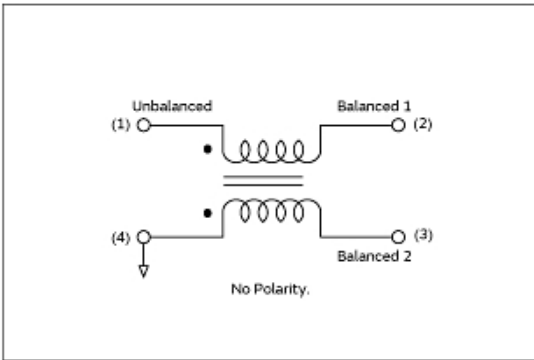 Unbalanced Balanced 1
(1) (2)
(4) (3)
Balanced 2
No Polarity.